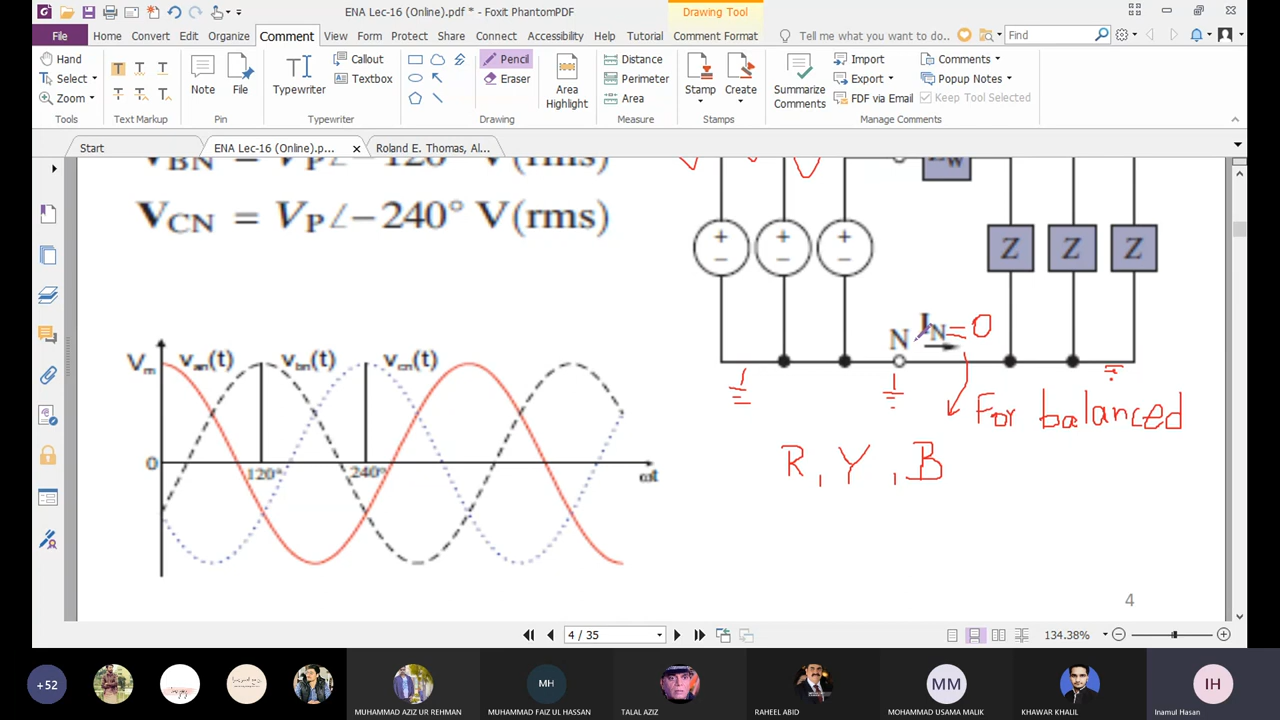 ENA Lec-16 (Online).pdf * - Foxit PhantomPDF
Drawing Tool
File Home Convert Edit Organize Comment View Form Protect Share Connect Accessibility Help Tutorial Comment Format Tell me what you want to do.. Find
Hand
Select
Zoom
Tools
Text Markup
Note
File
Pin
Typewriter
Callout
Textbox
Typewriter
Pencil
Eraser
Drawing
Area Highlight
Distance
Perimeter
Area
Measure
Stamp
Create
Stamps
Summarize Comments
Import
Export
FDF via Email
Comments
Popup Notes
Keep Tool Selected
Manage Comments
Start
ENA Lec-16 (Online).p...
Roland E. Thomas, Al...
VBN = VP∠−120° V(rms)
VCN = VP∠−240° V(rms)
ZW
+ − + − + −
Z Z Z
N IN = 0
For balanced
R, Y, B
Vm van(t) vbn(t) vcn(t)
0 120° 240° ωt
4
4 / 35
134.38%
+52
MUHAMMAD AZIZ UR REHMAN
MH
MUHAMMAD FAIZ UL HASSAN
TALAL AZIZ
RAHEEL ABID
MM
MOHAMMAD USAMA MALIK
KHAWAR KHALIL
IH
Inamul Hasan